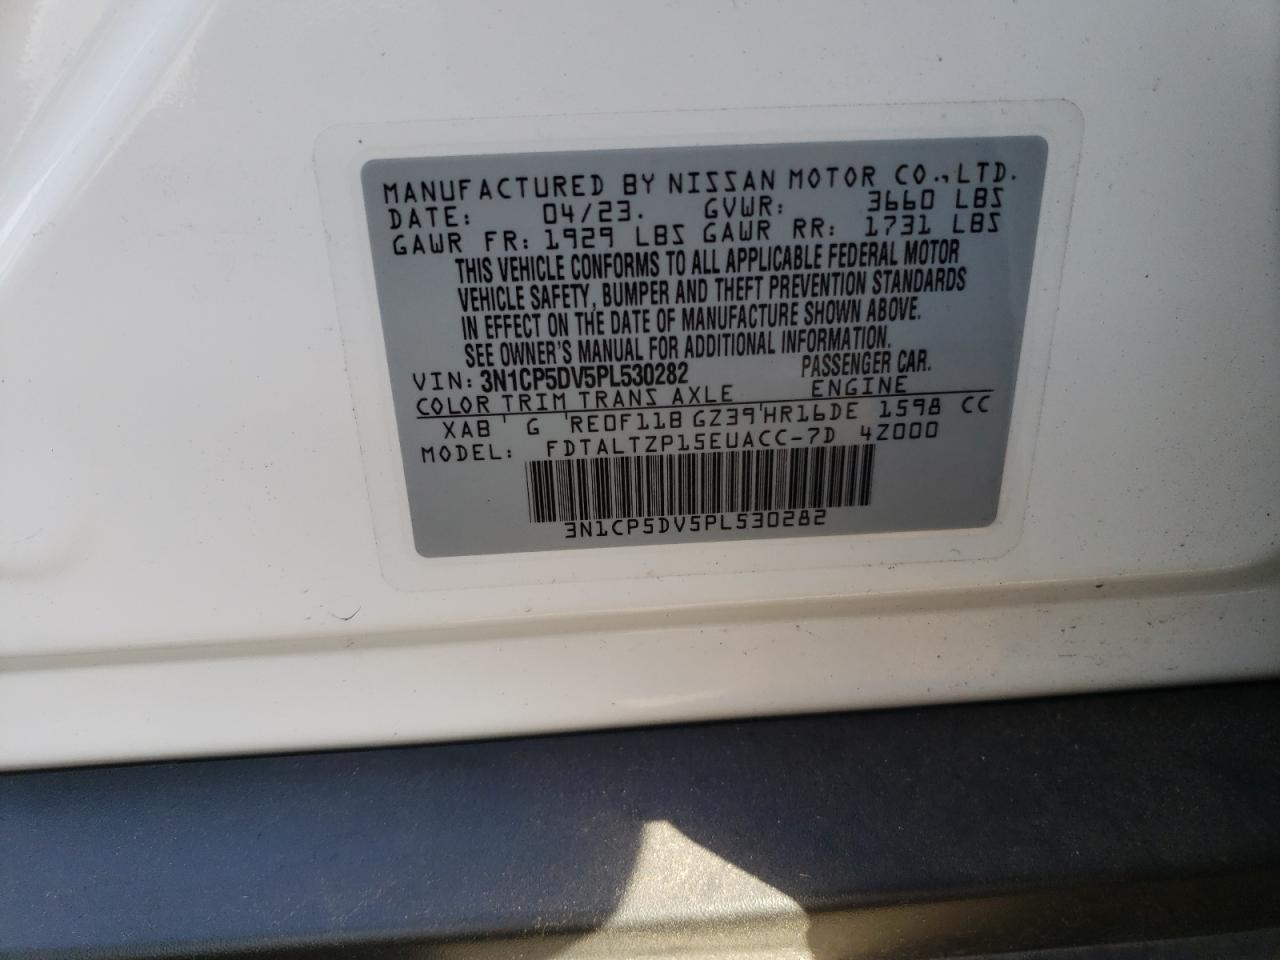 MANUFACTURED BY NISSAN MOTOR CO.,LTD.
DATE: 04/23. GVWR: 3660 LBS
GAWR FR: 1929 LBS GAWR RR: 1731 LBS
THIS VEHICLE CONFORMS TO ALL APPLICABLE FEDERAL MOTOR
VEHICLE SAFETY, BUMPER AND THEFT PREVENTION STANDARDS
IN EFFECT ON THE DATE OF MANUFACTURE SHOWN ABOVE.
SEE OWNER'S MANUAL FOR ADDITIONAL INFORMATION.
VIN: 3N1CP5DV5PL530282 PASSENGER CAR.
COLOR TRIM TRANS AXLE ENGINE
XAB G RE0F11B GZ39 HR16DE 1598 CC
MODEL: FDTALTZP15EUACC-7D 4Z000
3N1CP5DV5PL530282